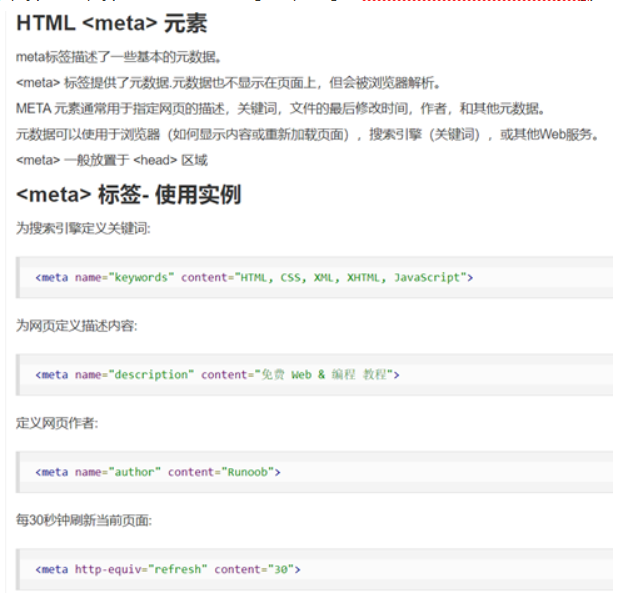 HTML <meta> 元素
meta标签描述了一些基本的元数据。
<meta> 标签提供了元数据.元数据也不显示在页面上，但会被浏览器解析。
META 元素通常用于指定网页的描述，关键词，文件的最后修改时间，作者，和其他元数据。
元数据可以使用于浏览器（如何显示内容或重新加载页面），搜索引擎（关键词），或其他Web服务。
<meta> 一般放置于 <head> 区域
<meta> 标签- 使用实例
为搜索引擎定义关键词:
<meta name="keywords" content="HTML, CSS, XML, XHTML, JavaScript">
为网页定义描述内容:
<meta name="description" content="免费 Web & 编程 教程">
定义网页作者:
<meta name="author" content="Runoob">
每30秒钟刷新当前页面:
<meta http-equiv="refresh" content="30">